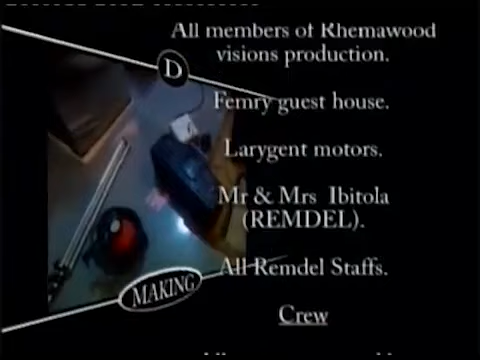 All members of Rhemawood
visions production.
D
Femry guest house.
Larygent motors.
Mr & Mrs Ibitola
(REMDEL).
All Remdel Staffs.
MAKING
Crew